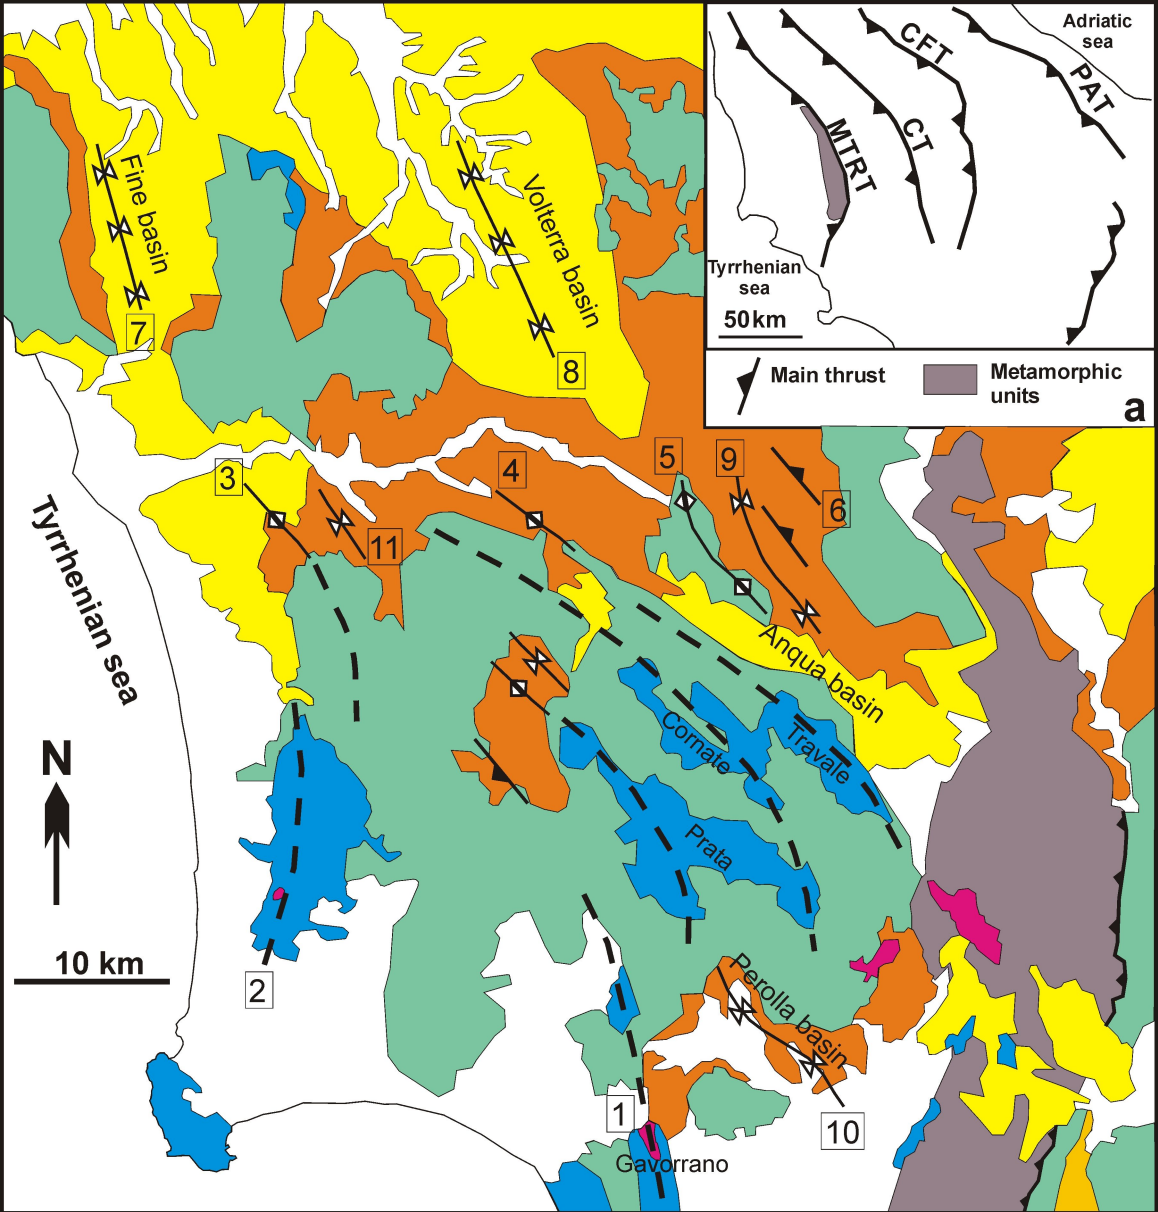 Adriatic
sea
CFT
PAT
CT
MTRT
Tyrrhenian
sea
50km
Main thrust
Metamorphic
units
a
Fine basin
Volterra basin
7
8
3
4
5
9
6
11
Tyrrhenian sea
Anqua basin
Cornate
Travale
Prata
N
10 km
2
Perolla basin
1
10
Gavorrano